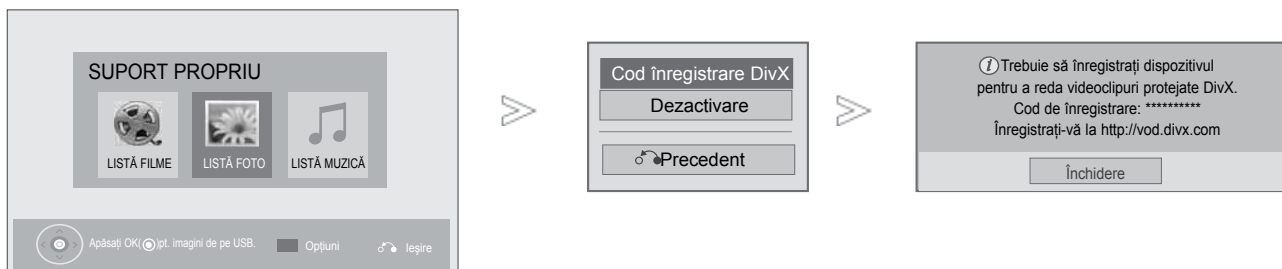 SUPORT PROPRIU
LISTĂ FILME
LISTĂ FOTO
LISTĂ MUZICĂ
Apăsați OK(◉)pt. imagini de pe USB.
Opțiuni
Ieșire
Cod înregistrare DivX
Dezactivare
Precedent
Trebuie să înregistrați dispozitivul
pentru a reda videoclipuri protejate DivX.
Cod de înregistrare: **********
Înregistrați-vă la http://vod.divx.com
Închidere